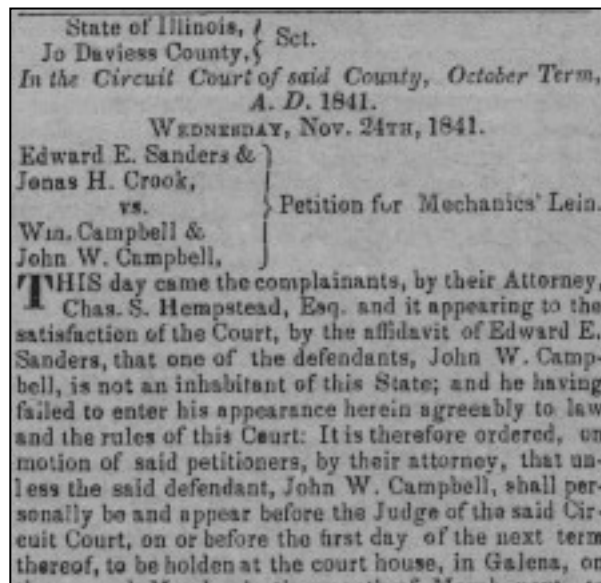 State of Illinois,
Jo Daviess County,
Sct.
In the Circuit Court of said County, October Term,
A. D. 1841.
WEDNESDAY, NOV. 24TH, 1841.
Edward E. Sanders &
Jonas H. Crook,
vs.
Wm. Campbell &
John W. Campbell,
Petition for Mechanics' Lein.
THIS day came the complainants, by their Attorney,
Chas. S. Hempstead, Esq. and it appearing to the
satisfaction of the Court, by the affidavit of Edward E.
Sanders, that one of the defendants, John W. Camp-
bell, is not an inhabitant of this State; and he having
failed to enter his appearance herein agreeably to law
and the rules of this Court: It is therefore ordered, on
motion of said petitioners, by their attorney, that un-
less the said defendant, John W. Campbell, shall per-
sonally be and appear before the Judge of the said Cir-
cuit Court, on or before the first day of the next term
thereof, to be holden at the court house, in Galena, on